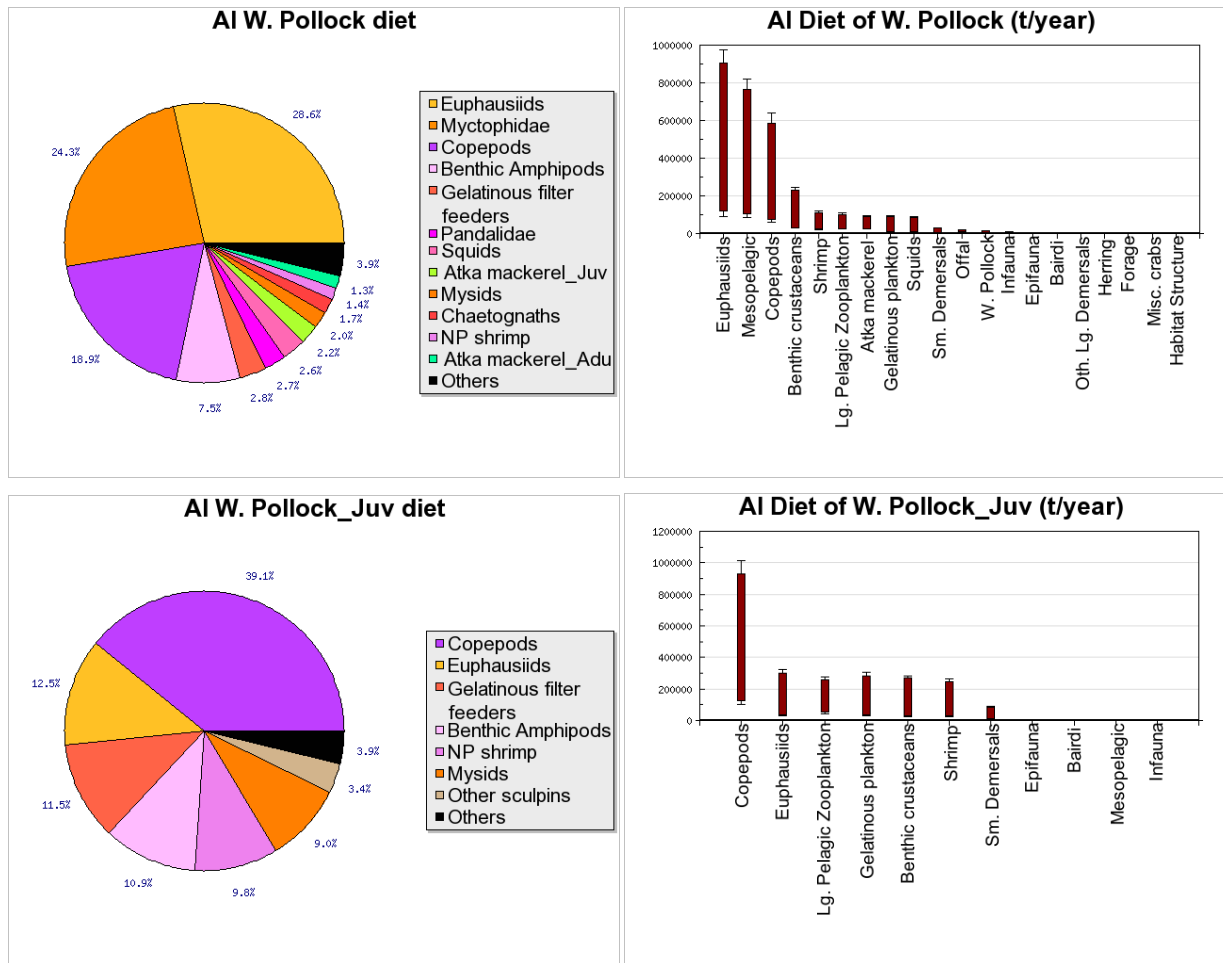 AI W. Pollock diet
28.6%
24.3%
18.9%
7.5%
2.8%
2.7%
2.6%
2.2%
2.0%
1.7%
1.4%
1.3%
3.9%
Euphausiids
Myctophidae
Copepods
Benthic Amphipods
Gelatinous filter
feeders
Pandalidae
Squids
Atka mackerel_Juv
Mysids
Chaetognaths
NP shrimp
Atka mackerel_Adu
Others
AI Diet of W. Pollock (t/year)
1000000
800000
600000
400000
200000
0
Euphausiids
Mesopelagic
Copepods
Benthic crustaceans
Shrimp
Lg. Pelagic Zooplankton
Atka mackerel
Gelatinous plankton
Squids
Sm. Demersals
Offal
W. Pollock
Infauna
Epifauna
Bairdi
Oth. Lg. Demersals
Herring
Forage
Misc. crabs
Habitat Structure
AI W. Pollock_Juv diet
39.1%
12.5%
11.5%
10.9%
9.8%
9.0%
3.4%
3.9%
Copepods
Euphausiids
Gelatinous filter
feeders
Benthic Amphipods
NP shrimp
Mysids
Other sculpins
Others
AI Diet of W. Pollock_Juv (t/year)
1200000
1000000
800000
600000
400000
200000
0
Copepods
Euphausiids
Lg. Pelagic Zooplankton
Gelatinous plankton
Benthic crustaceans
Shrimp
Sm. Demersals
Epifauna
Bairdi
Mesopelagic
Infauna